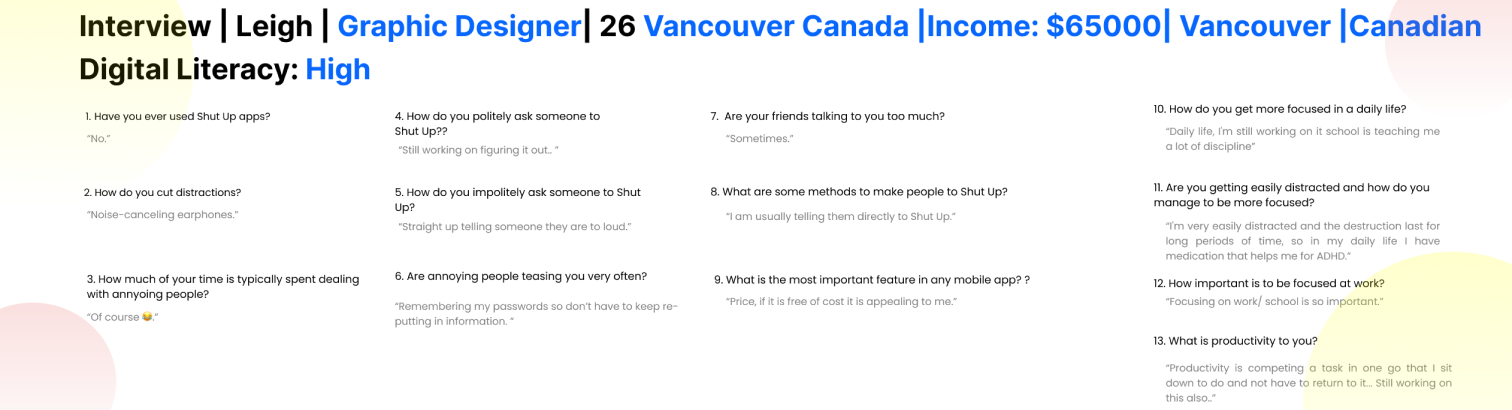 Interview | Leigh | Graphic Designer| 26 Vancouver Canada |Income: $65000| Vancouver |Canadian
Digital Literacy: High
1. Have you ever used Shut Up apps?
“No.”
2. How do you cut distractions?
“Noise-canceling earphones.”
3. How much of your time is typically spent dealing
with annyoing people?
“Of course 😂.”
4. How do you politely ask someone to
Shut Up??
“Still working on figuring it out.. ”
5. How do you impolitely ask someone to Shut
Up?
“Straight up telling someone they are to loud.”
6. Are annoying people teasing you very often?
“Remembering my passwords so don’t have to keep re-
putting in information. ”
7. Are your friends talking to you too much?
“Sometimes.”
8. What are some methods to make people to Shut Up?
“I am usually telling them directly to Shut Up.”
9. What is the most important feature in any mobile app? ?
“Price, if it is free of cost it is appealing to me.”
10. How do you get more focused in a daily life?
“Daily life, I'm still working on it school is teaching me
a lot of discipline”
11. Are you getting easily distracted and how do you
manage to be more focused?
“I'm very easily distracted and the destruction last for
long periods of time, so in my daily life I have
medication that helps me for ADHD.”
12. How important is to be focused at work?
“Focusing on work/ school is so important.”
13. What is productivity to you?
“Productivity is competing a task in one go that I sit
down to do and not have to return to it... Still working on
this also..”